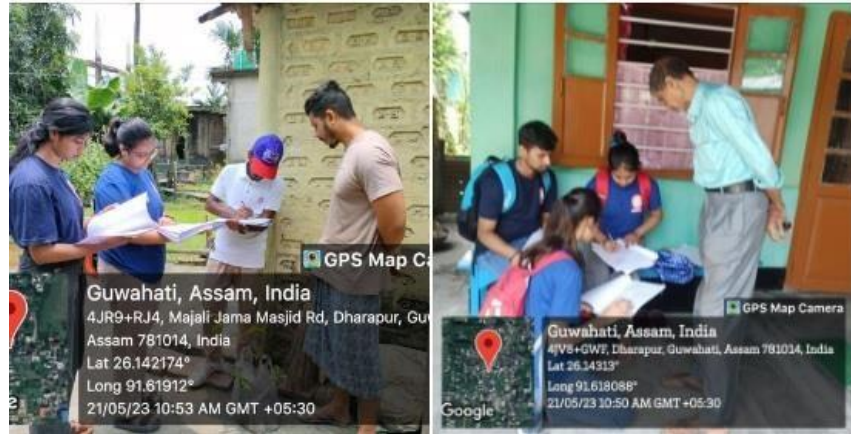 GPS Map Ca
Guwahati, Assam, India
4JR9+RJ4, Majali Jama Masjid Rd, Dharapur, Guw
Assam 781014, India
Lat 26.142174°
Long 91.61912°
21/05/23 10:53 AM GMT +05:30
GPS Map Camera
Guwahati, Assam, India
4JV8+GWF, Dharapur, Guwahati, Assam 781014, India
Lat 26.14313°
Long 91.618088°
21/05/23 10:50 AM GMT +05:30
Google